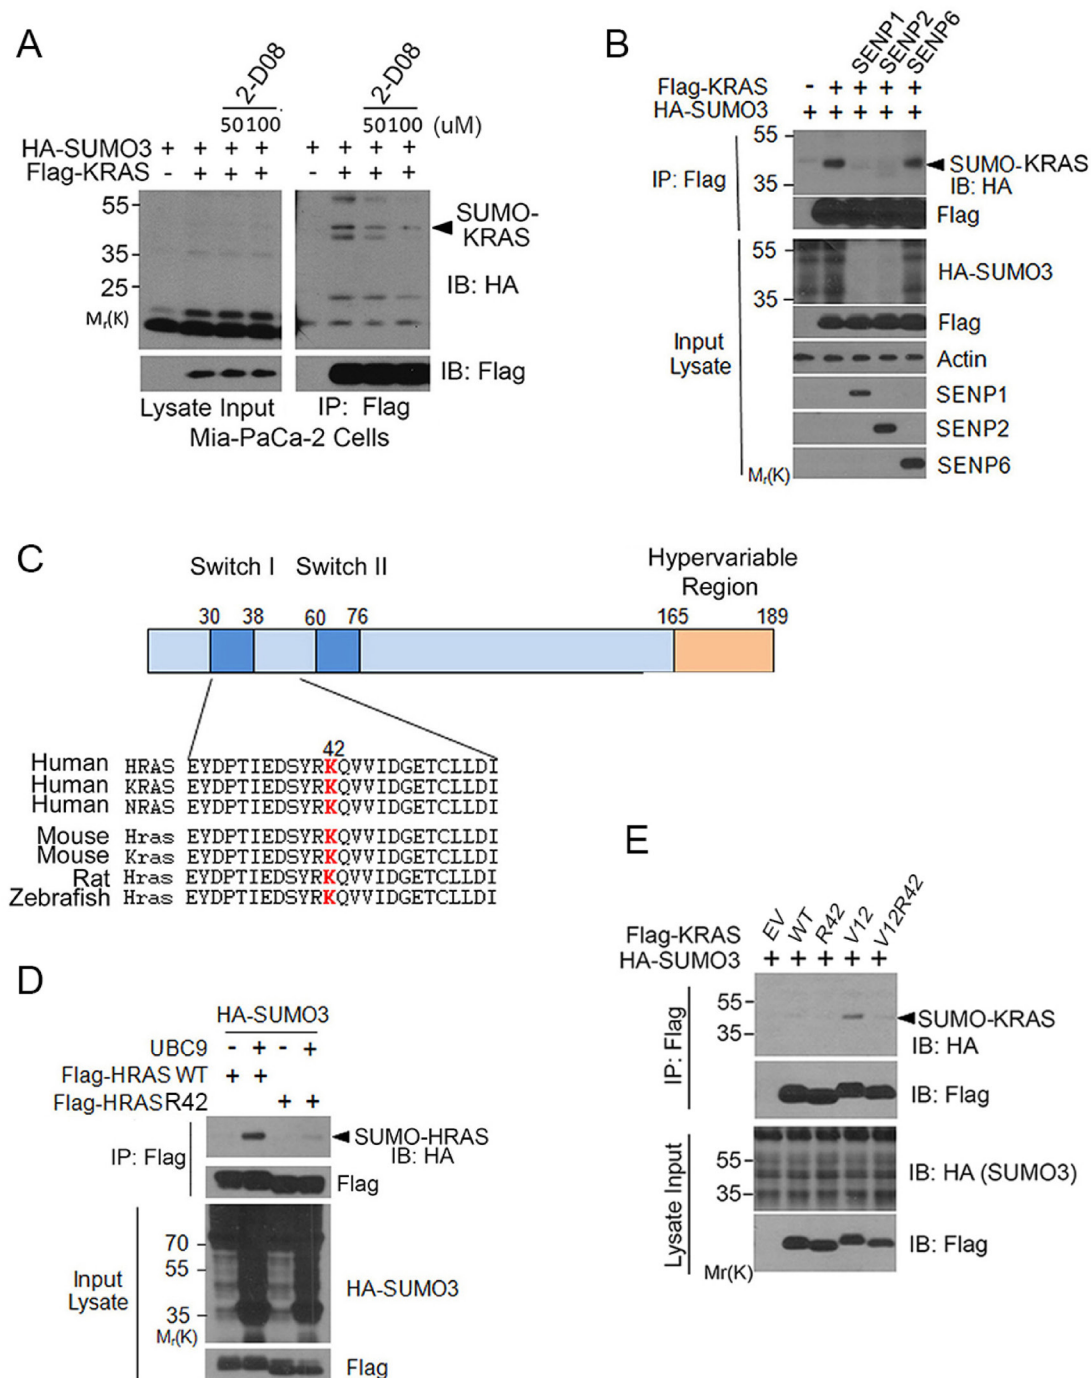 A
2-D08
2-D08
50 100
50 100 (uM)
HA-SUMO3 + + + + + + + +
Flag-KRAS - + + + - + + +
55
35
25
Mr(K)
SUMO-
KRAS
IB: HA
IB: Flag
Lysate Input
IP: Flag
Mia-PaCa-2 Cells
B
SENP1
SENP2
SENP6
Flag-KRAS - + + + +
HA-SUMO3 + + + + +
55
35
IP: Flag
SUMO-KRAS
IB: HA
Flag
55
35
HA-SUMO3
Flag
Input
Lysate
Actin
SENP1
SENP2
SENP6
Mr(K)
C
Switch I
Switch II
Hypervariable
Region
30 38 60 76 165 189
42
Human HRAS EYDPTIEDSYRKQVVIDGETCLLDI
Human KRAS EYDPTIEDSYRKQVVIDGETCLLDI
Human NRAS EYDPTIEDSYRKQVVIDGETCLLDI
Mouse Hras EYDPTIEDSYRKQVVIDGETCLLDI
Mouse Kras EYDPTIEDSYRKQVVIDGETCLLDI
Rat Hras EYDPTIEDSYRKQVVIDGETCLLDI
Zebrafish Hras EYDPTIEDSYRKQVVIDGETCLLDI
D
HA-SUMO3
UBC9 - + - +
Flag-HRAS WT + +
Flag-HRASR42 + +
IP: Flag
SUMO-HRAS
IB: HA
Flag
70
55
35
Mr(K)
Input
Lysate
HA-SUMO3
Flag
E
Flag-KRAS EV WT R42 V12 V12R42
HA-SUMO3 + + + + +
IP: Flag
55
35
SUMO-KRAS
IB: HA
IB: Flag
Lysate Input
55
35
IB: HA (SUMO3)
IB: Flag
Mr(K)